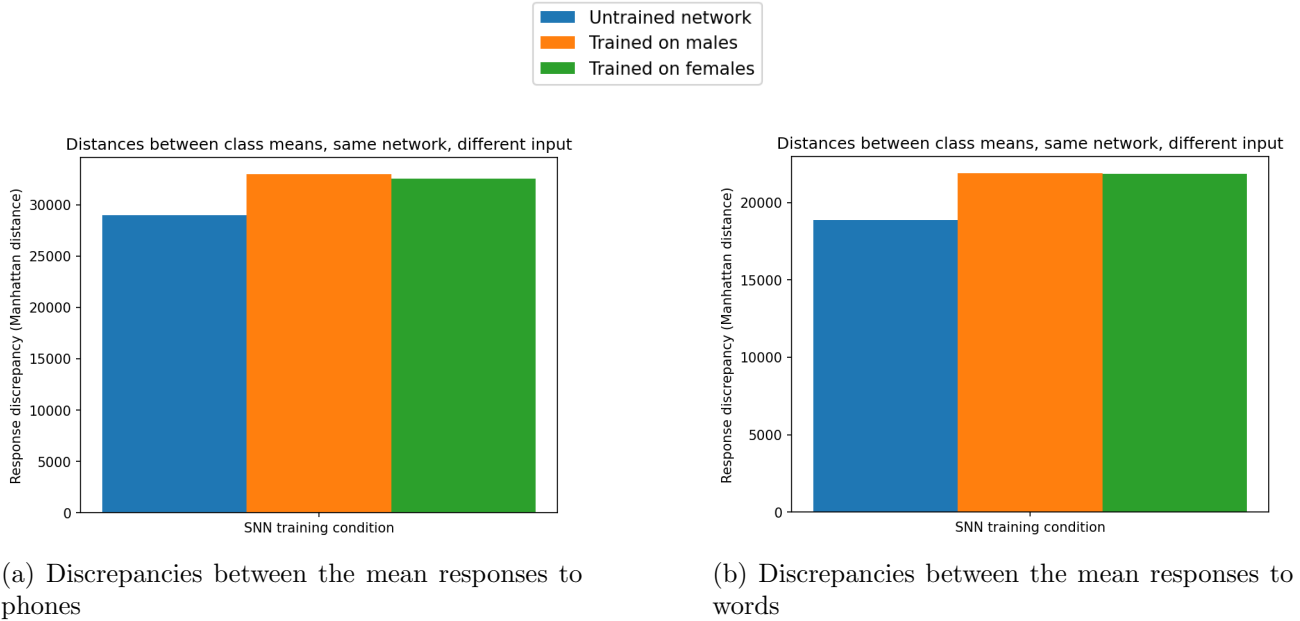 Untrained network
Trained on males
Trained on females
Distances between class means, same network, different input
Response discrepancy (Manhattan distance)
30000
25000
20000
15000
10000
5000
0
SNN training condition
(a) Discrepancies between the mean responses to
phones
Distances between class means, same network, different input
Response discrepancy (Manhattan distance)
20000
15000
10000
5000
0
SNN training condition
(b) Discrepancies between the mean responses to
words